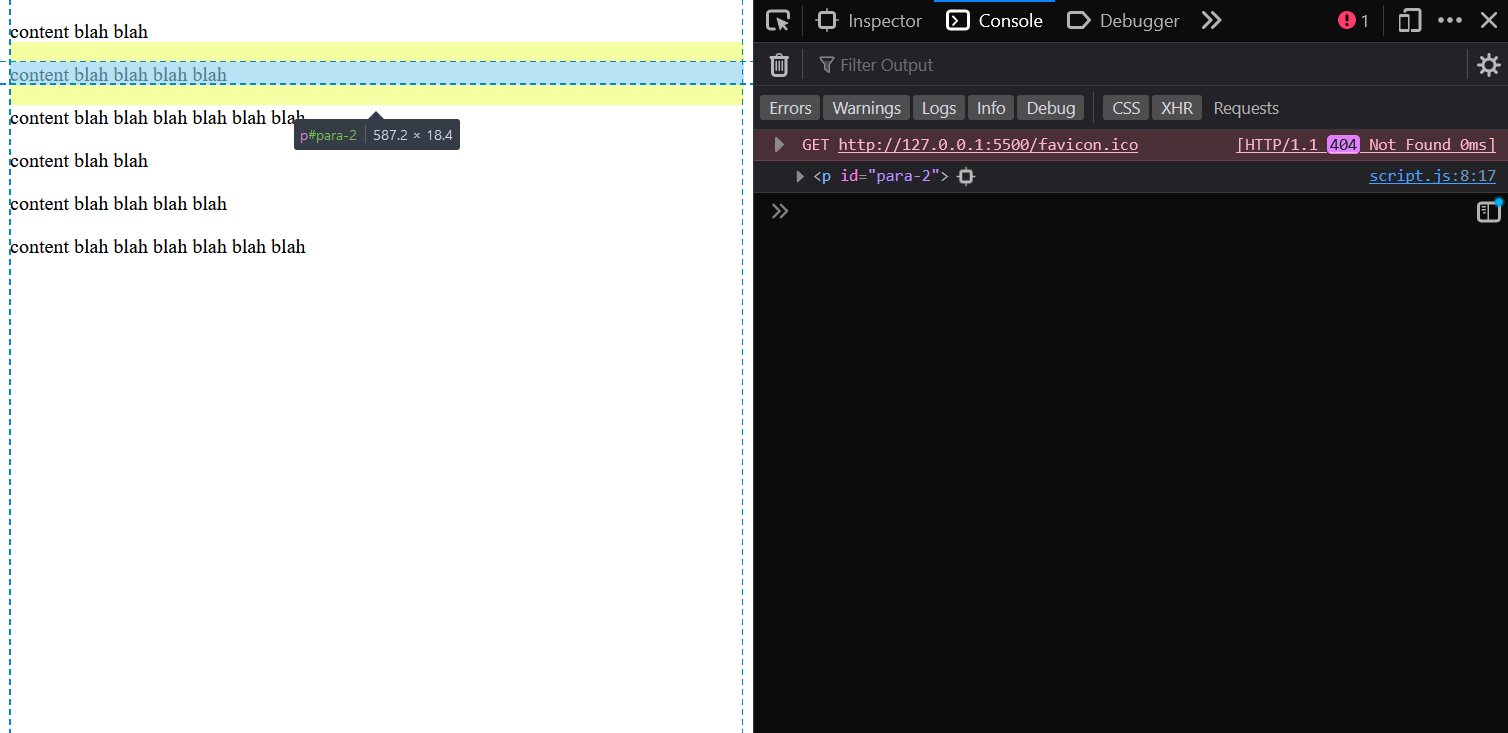 content blah blah
content blah blah blah blah
content blah blah blah blah blah blah
p#para-2 587.2 × 18.4
content blah blah
content blah blah blah blah
content blah blah blah blah blah blah
Inspector Console Debugger 1
Filter Output
Errors Warnings Logs Info Debug CSS XHR Requests
GET http://127.0.0.1:5500/favicon.ico [HTTP/1.1 404 Not Found 0ms]
<p id="para-2"> script.js:8:17